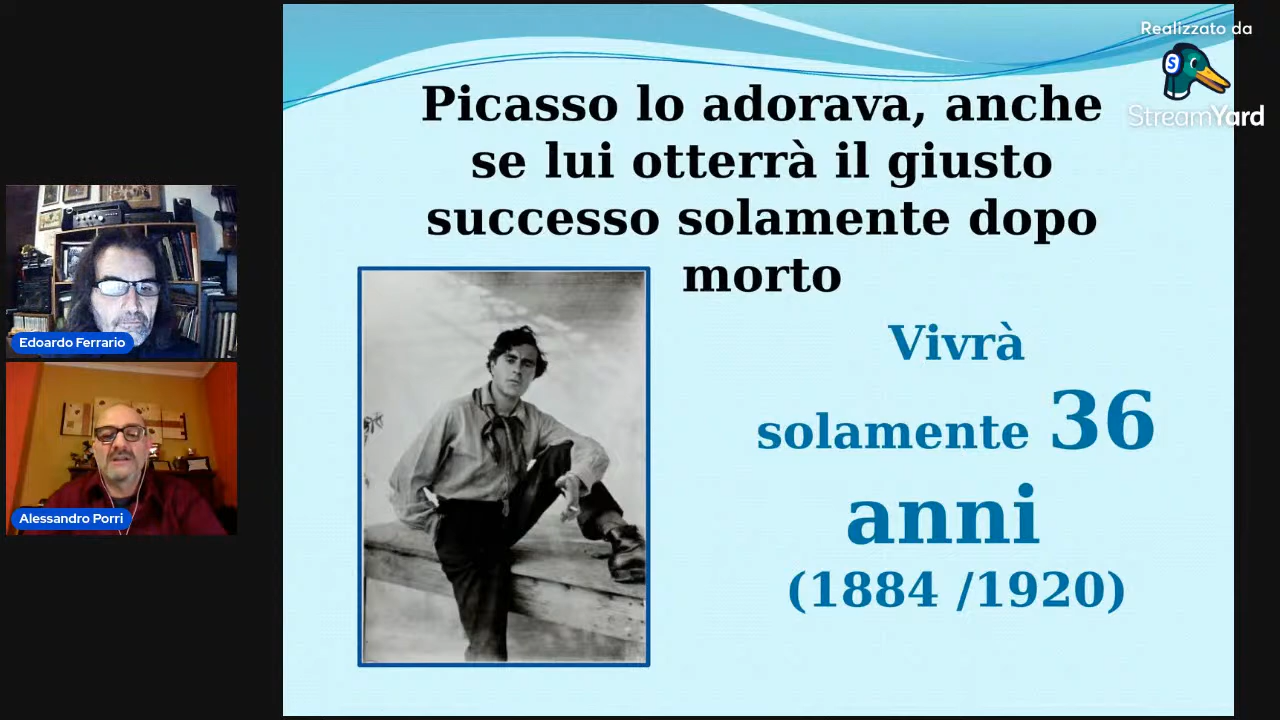 Realizzato da
S
StreamYard
Picasso lo adorava, anche
se lui otterrà il giusto
successo solamente dopo
morto
Vivrà
solamente 36
anni
(1884 /1920)
Edoardo Ferrario
Alessandro Porri